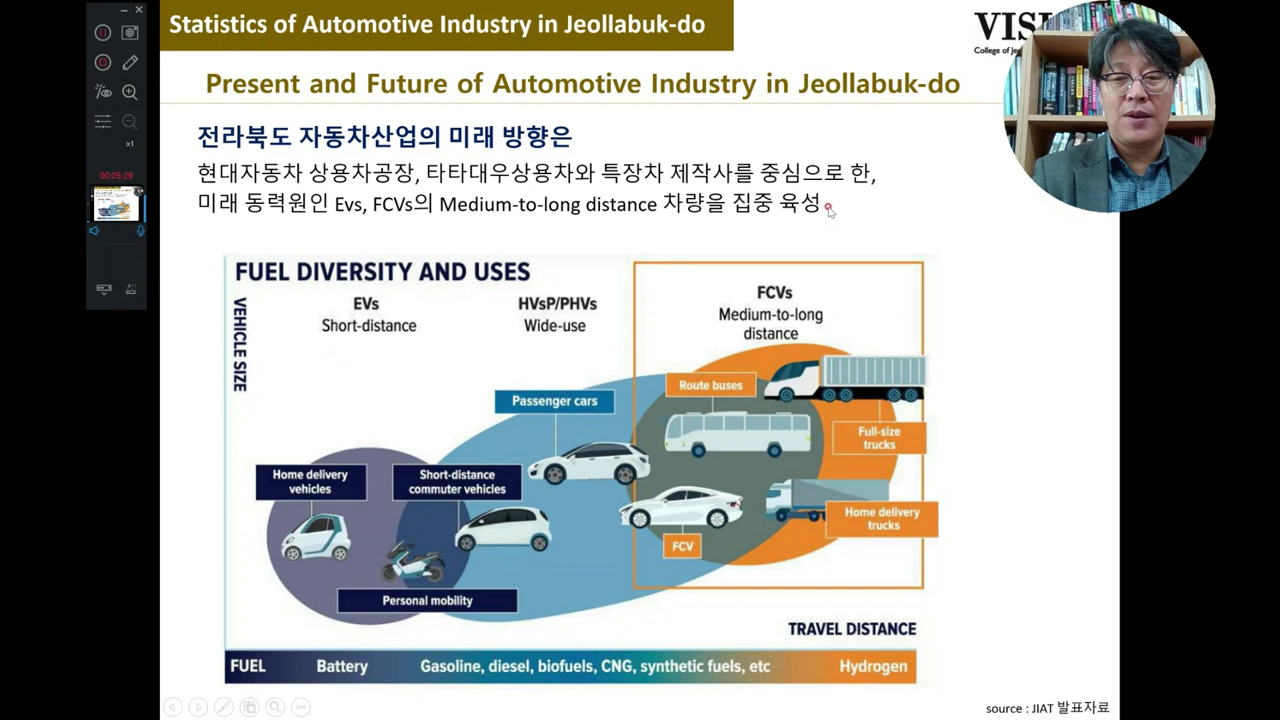 Statistics of Automotive Industry in Jeollabuk-do
College of Je
Present and Future of Automotive Industry in Jeollabuk-do
전라북도 자동차산업의 미래 방향은
현대자동차 상용차공장, 타타대우상용차와 특장차 제작사를 중심으로 한,
미래 동력원인 Evs, FCVs의 Medium-to-long distance 차량을 집중 육성
x1
00:05:29
FUEL DIVERSITY AND USES
VEHICLE SIZE
EVs
Short-distance
HVsP/PHVs
Wide-use
FCVs
Medium-to-long
distance
Route buses
Passenger cars
Full-size
trucks
Home delivery
vehicles
Short-distance
commuter vehicles
Home delivery
trucks
FCV
Personal mobility
TRAVEL DISTANCE
FUEL
Battery
Gasoline, diesel, biofuels, CNG, synthetic fuels, etc
Hydrogen
source : JIAT 발표자료